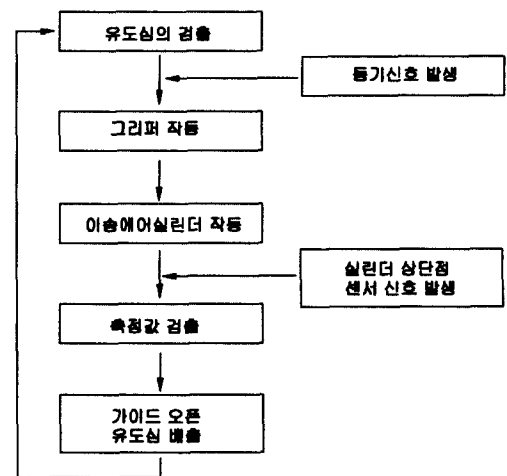 유도심의 검출
동기신호 발생
그리퍼 작동
이송에어실린더 작동
실린더 상단점
센서 신호 발생
측정값 검출
가이드 오픈
유도심 배출